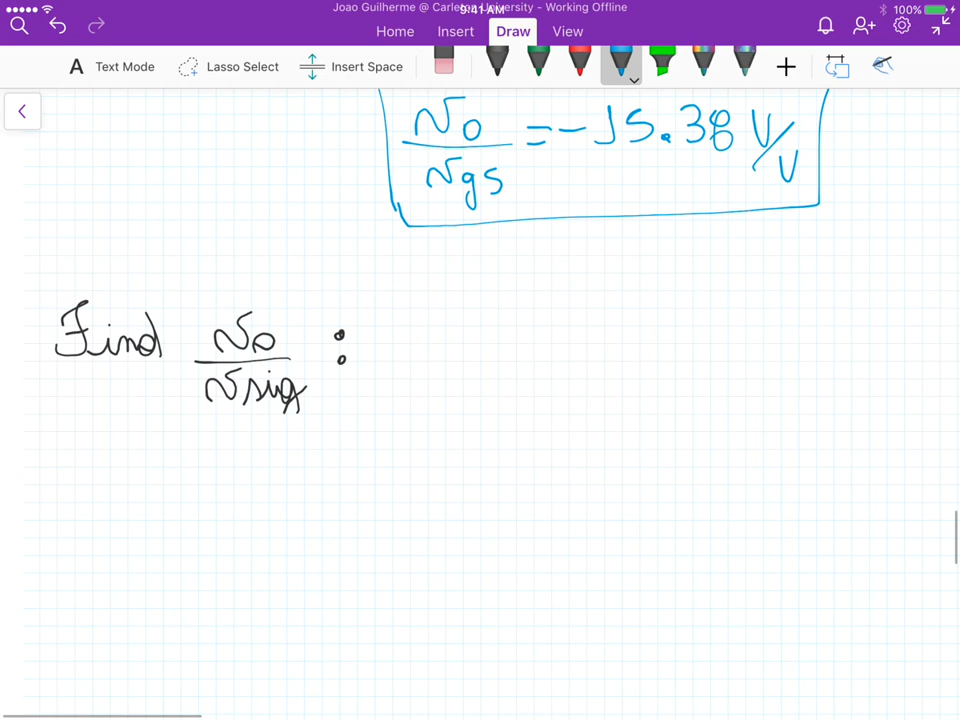 Joao Guilherme @ Carleton University - Working Offline
9:41 AM
100%
Home Insert Draw View
A Text Mode Lasso Select Insert Space
vo/vgs = -15.38 V/V
Find vo/vsig :